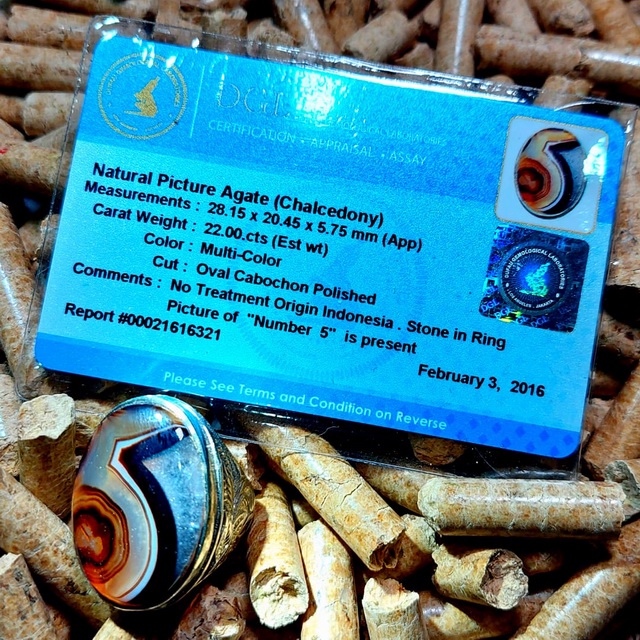 CERTIFICATION • APPRAISAL • ASSAY
Natural Picture Agate (Chalcedony)
Measurements : 28.15 x 20.45 x 5.75 mm (App)
Carat Weight : 22.00.cts (Est wt)
Color : Multi-Color
Cut : Oval Cabochon Polished
Comments : No Treatment Origin Indonesia . Stone in Ring
Picture of "Number 5" is present
Report #00021616321
February 3, 2016
Please See Terms and Condition on Reverse